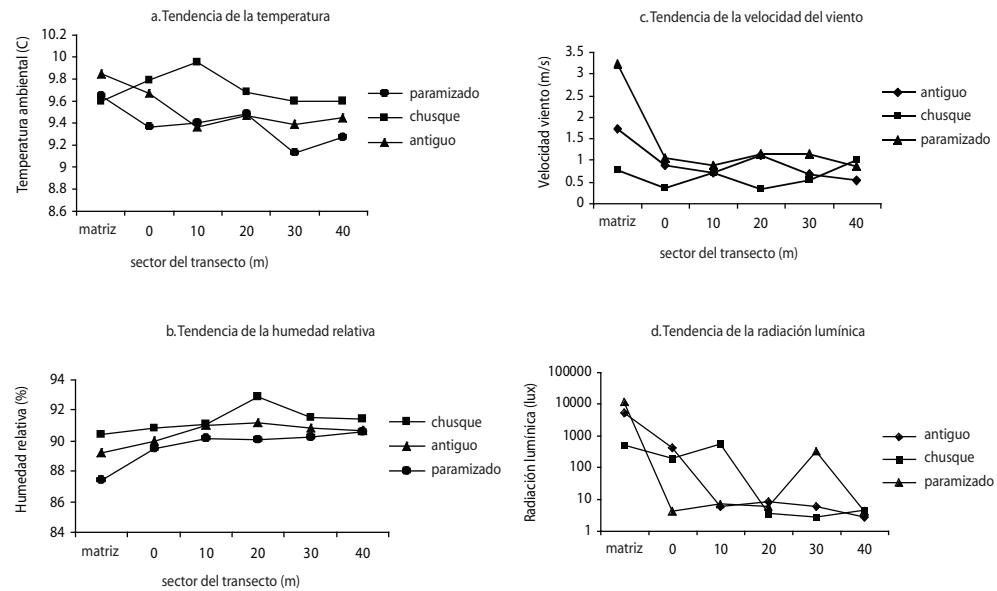 a.Tendencia de la temperatura
Temperatura ambiental (C)
10.2
10
9.8
9.6
9.4
9.2
9
8.8
8.6
matriz 0 10 20 30 40
sector del transecto (m)
paramizado
chusque
antiguo
c.Tendencia de la velocidad del viento
Velocidad viento (m/s)
3.5
3
2.5
2
1.5
1
0.5
0
matriz 0 10 20 30 40
sector del transecto (m)
antiguo
chusque
paramizado
b.Tendencia de la humedad relativa
Humedad relativa (%)
94
92
90
88
86
84
matriz 0 10 20 30 40
sector del transecto (m)
chusque
antiguo
paramizado
d.Tendencia de la radiación lumínica
Radiación lumínica (lux)
100000
10000
1000
100
10
1
matriz 0 10 20 30 40
antiguo
chusque
paramizado